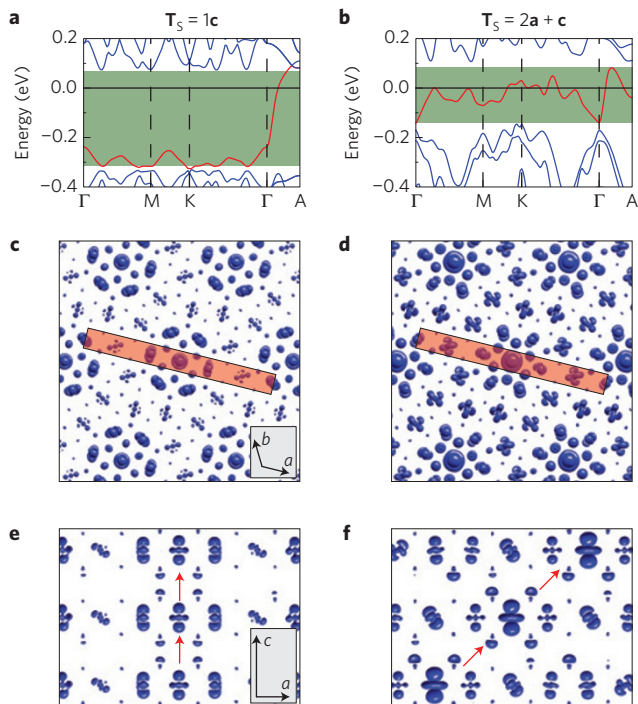 a T_S = 1c
b T_S = 2a + c
Energy (eV)
0.2
0.0
−0.2
−0.4
Γ M K Γ A
Energy (eV)
0.2
0.0
−0.2
−0.4
Γ M K Γ A
c
b
a
d
e
c
a
f